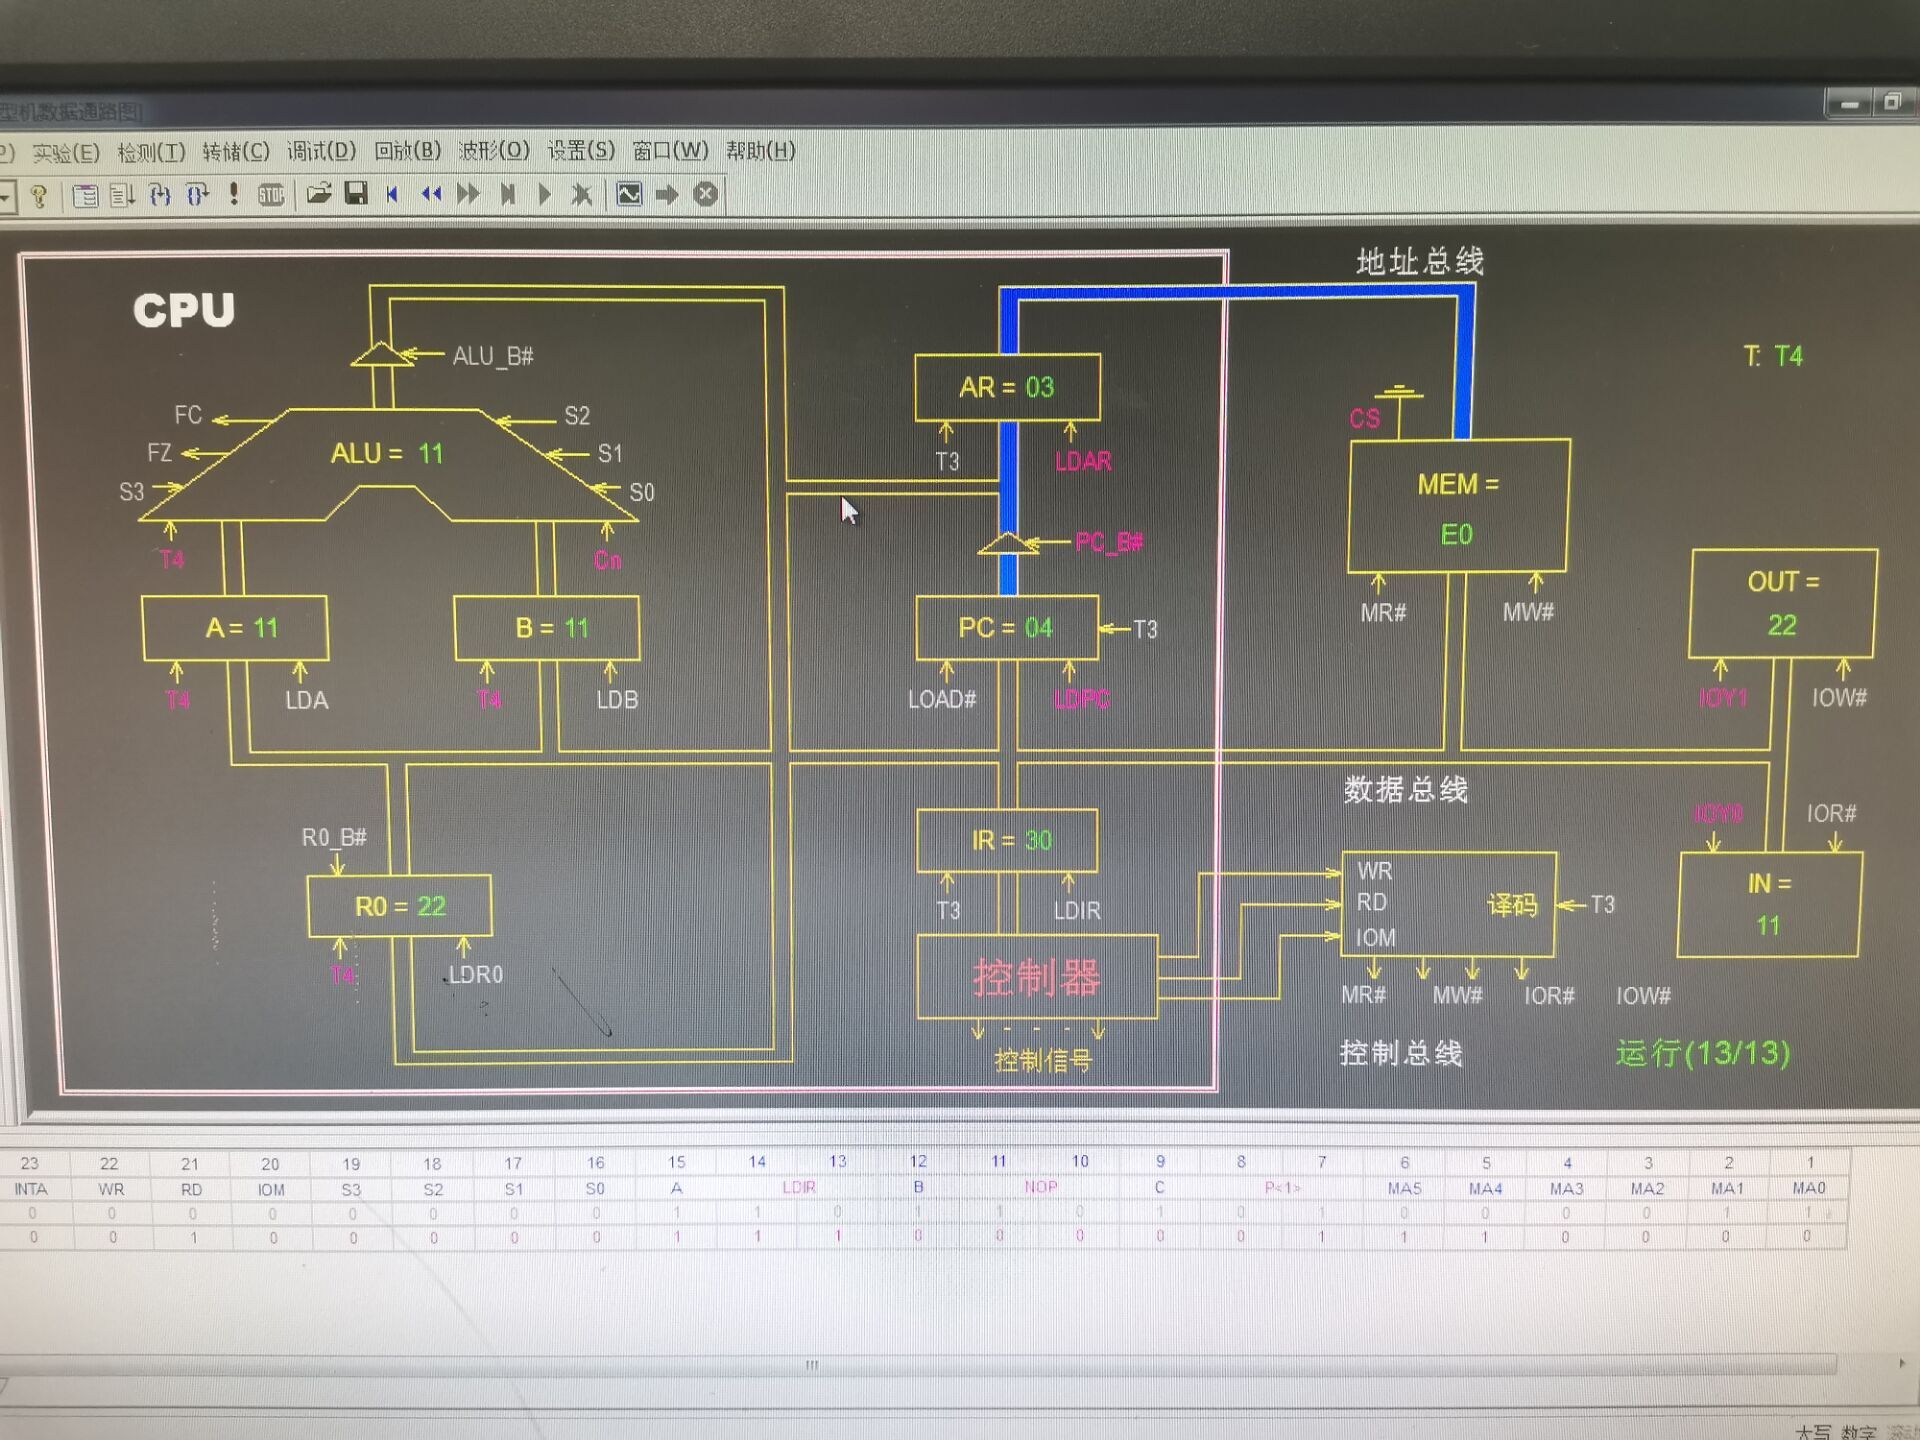 型机数据通路图]
P) 实验(E) 检测(T) 转储(C) 调试(D) 回放(B) 波形(O) 设置(S) 窗口(W) 帮助(H)
STOP
CPU
地址总线
ALU_B#
T: T4
AR = 03
FC
S2
CS
FZ
ALU = 11
S1
T3
LDAR
S3
S0
MEM =
E0
T4
Cn
PC_B#
OUT =
22
A = 11
B = 11
PC = 04
T3
MR#
MW#
T4
LDA
T4
LDB
LOAD#
LDPC
IOY1
IOW#
数据总线
IOY0
IOR#
R0_B#
IR = 30
WR
RD
IOM
译码
T3
IN =
11
R0 = 22
T3
LDIR
T4
LDR0
控制器
MR#
MW#
IOR#
IOW#
控制信号
控制总线
运行(13/13)
23 22 21 20 19 18 17 16 15 14 13 12 11 10 9 8 7 6 5 4 3 2 1
INTA WR RD IOM S3 S2 S1 S0 A LDIR B NOP C P<1> MA5 MA4 MA3 MA2 MA1 MA0
0 0 0 0 0 0 0 0 1 1 0 1 1 0 1 0 1 0 0 0 0 1 1
0 0 1 0 0 0 0 0 1 1 1 0 0 0 0 0 1 1 1 0 0 0 0
大写 数字